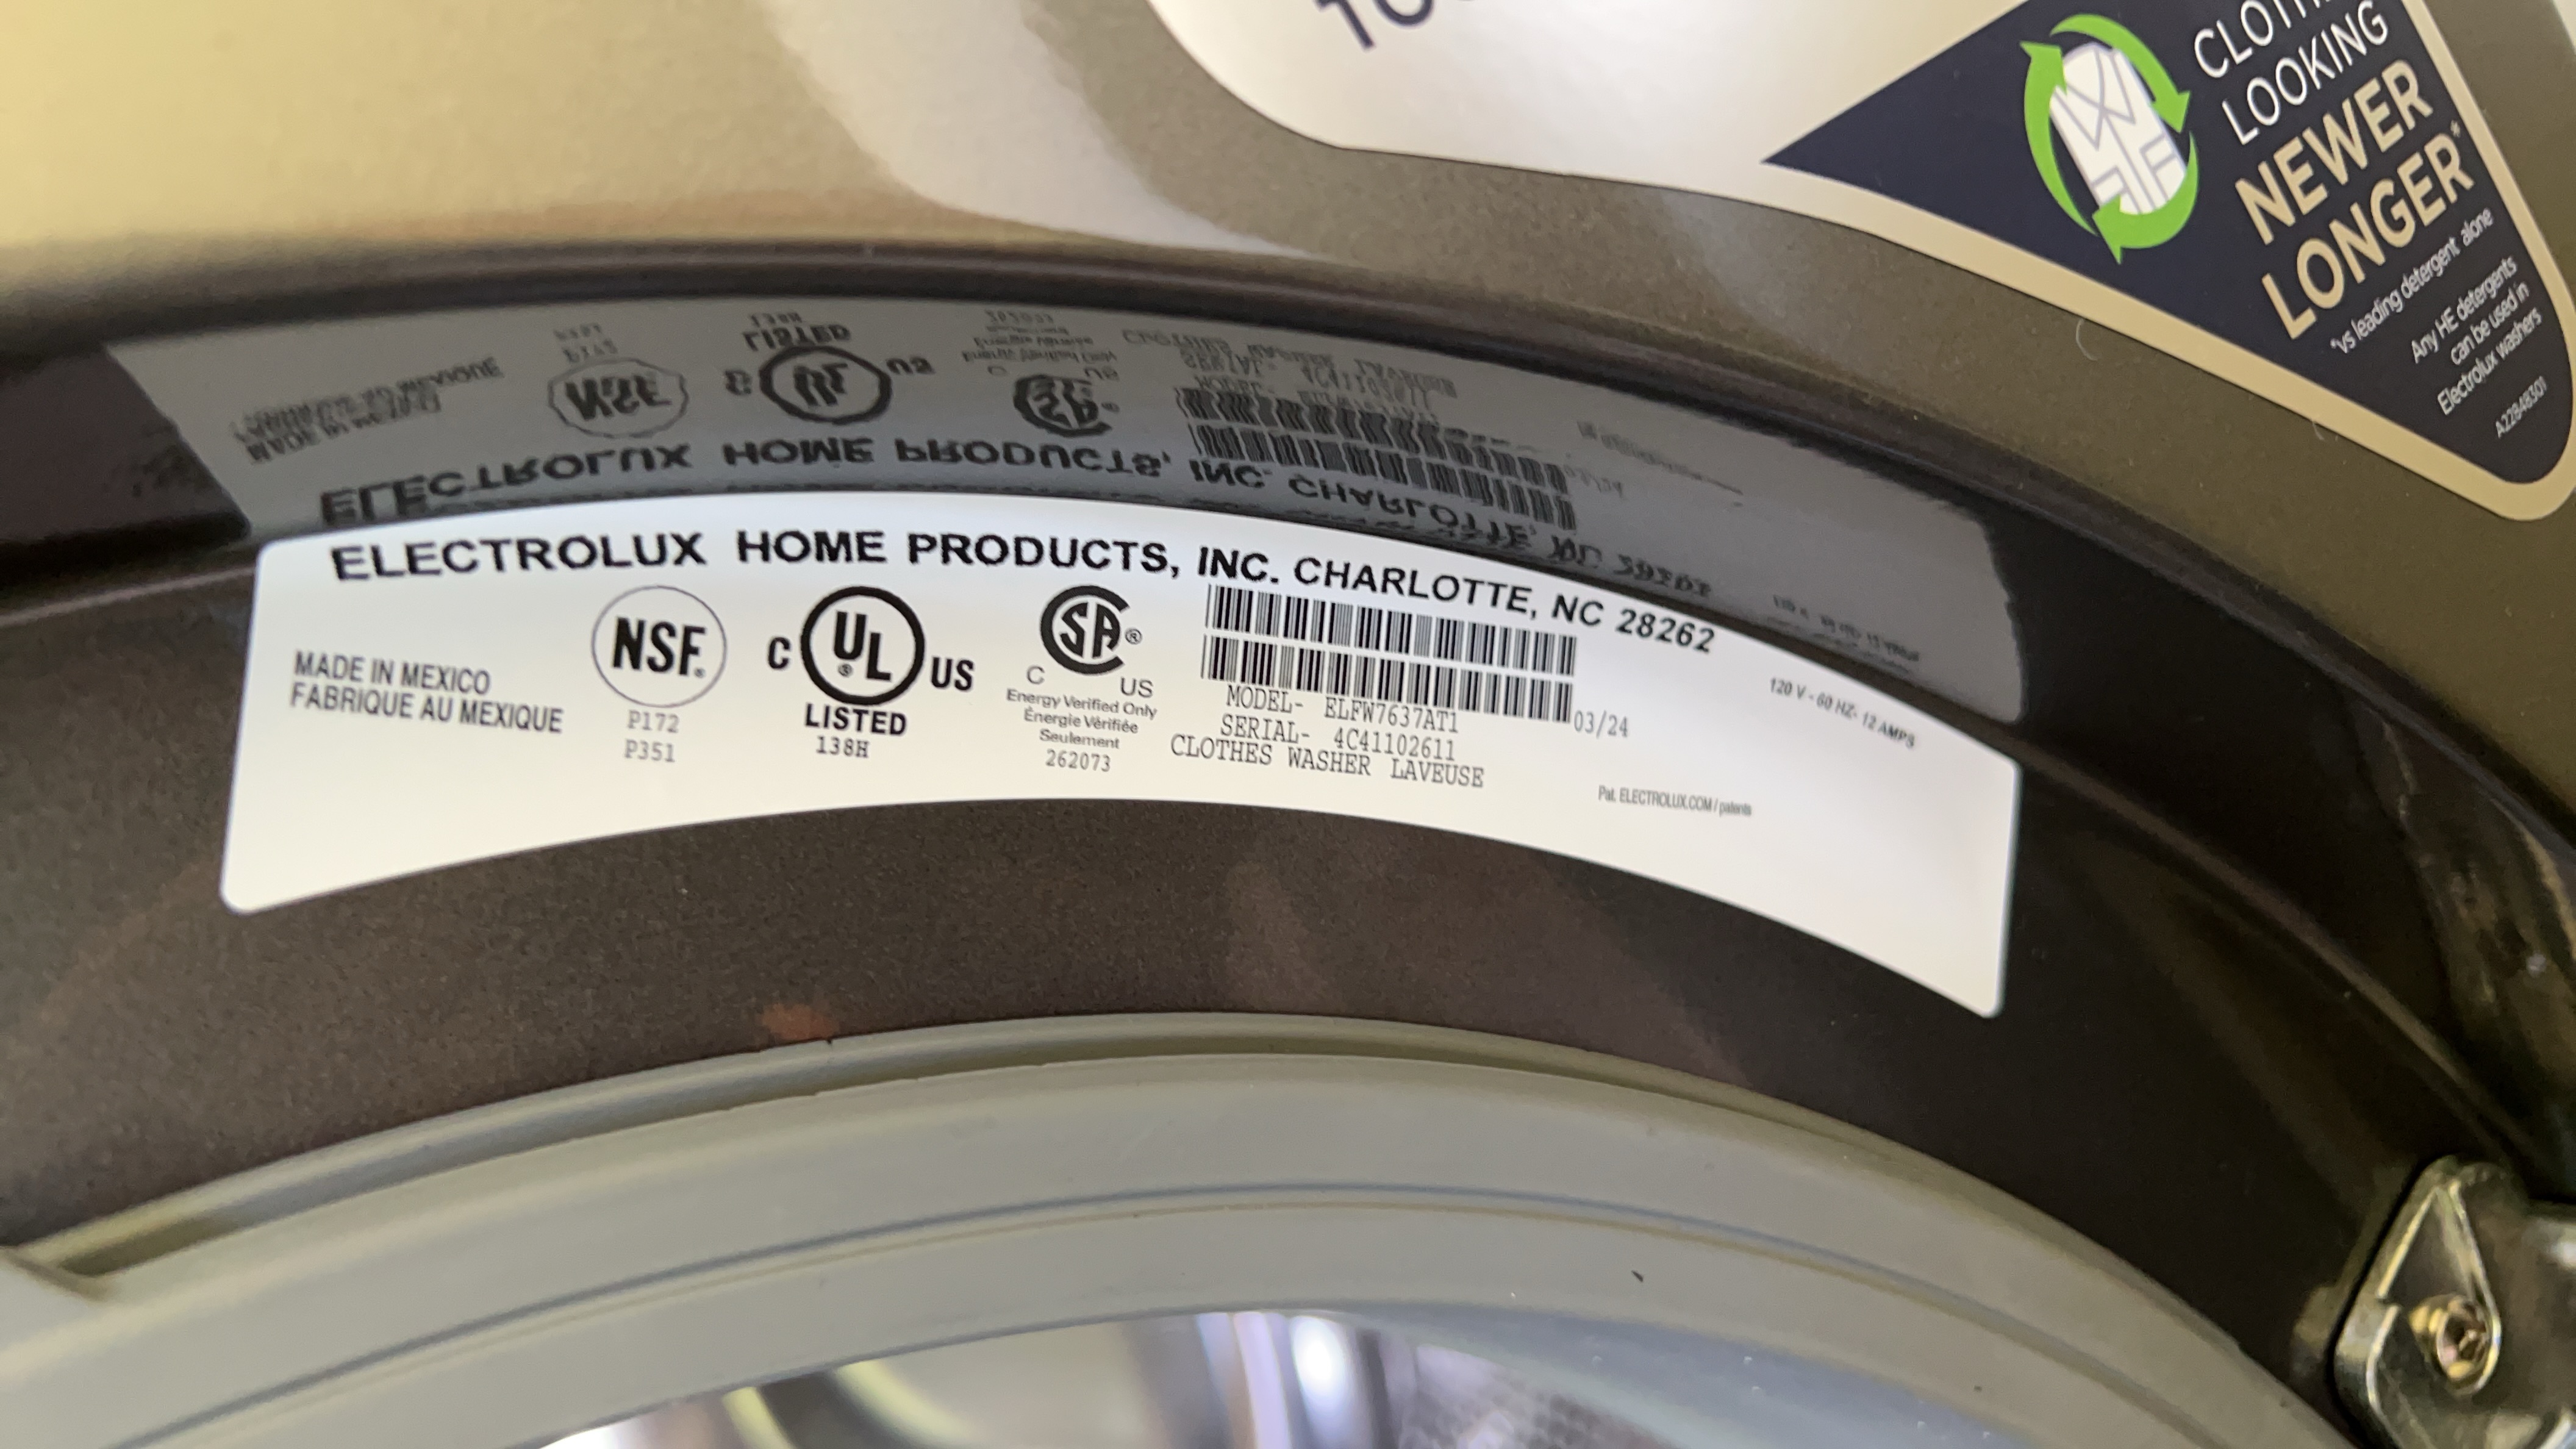 CLOTHES
LOOKING
NEWER
LONGER*
*vs leading detergent alone
Any HE detergents
can be used in
Electrolux washers
A22848301
ELECTROLUX HOME PRODUCTS, INC. CHARLOTTE, NC 28262
MADE IN MEXICO
FABRIQUE AU MEXIQUE
NSF.
P172
P351
C UL ® US
LISTED
138H
SA ®
C US
Energy Verified Only
Énergie Vérifiée
Seulement
262073
03/24
MODEL- ELFW7637AT1
SERIAL- 4C41102611
CLOTHES WASHER LAVEUSE
120 V - 60 HZ- 12 AMPS
Pat. ELECTROLUX.COM / patents